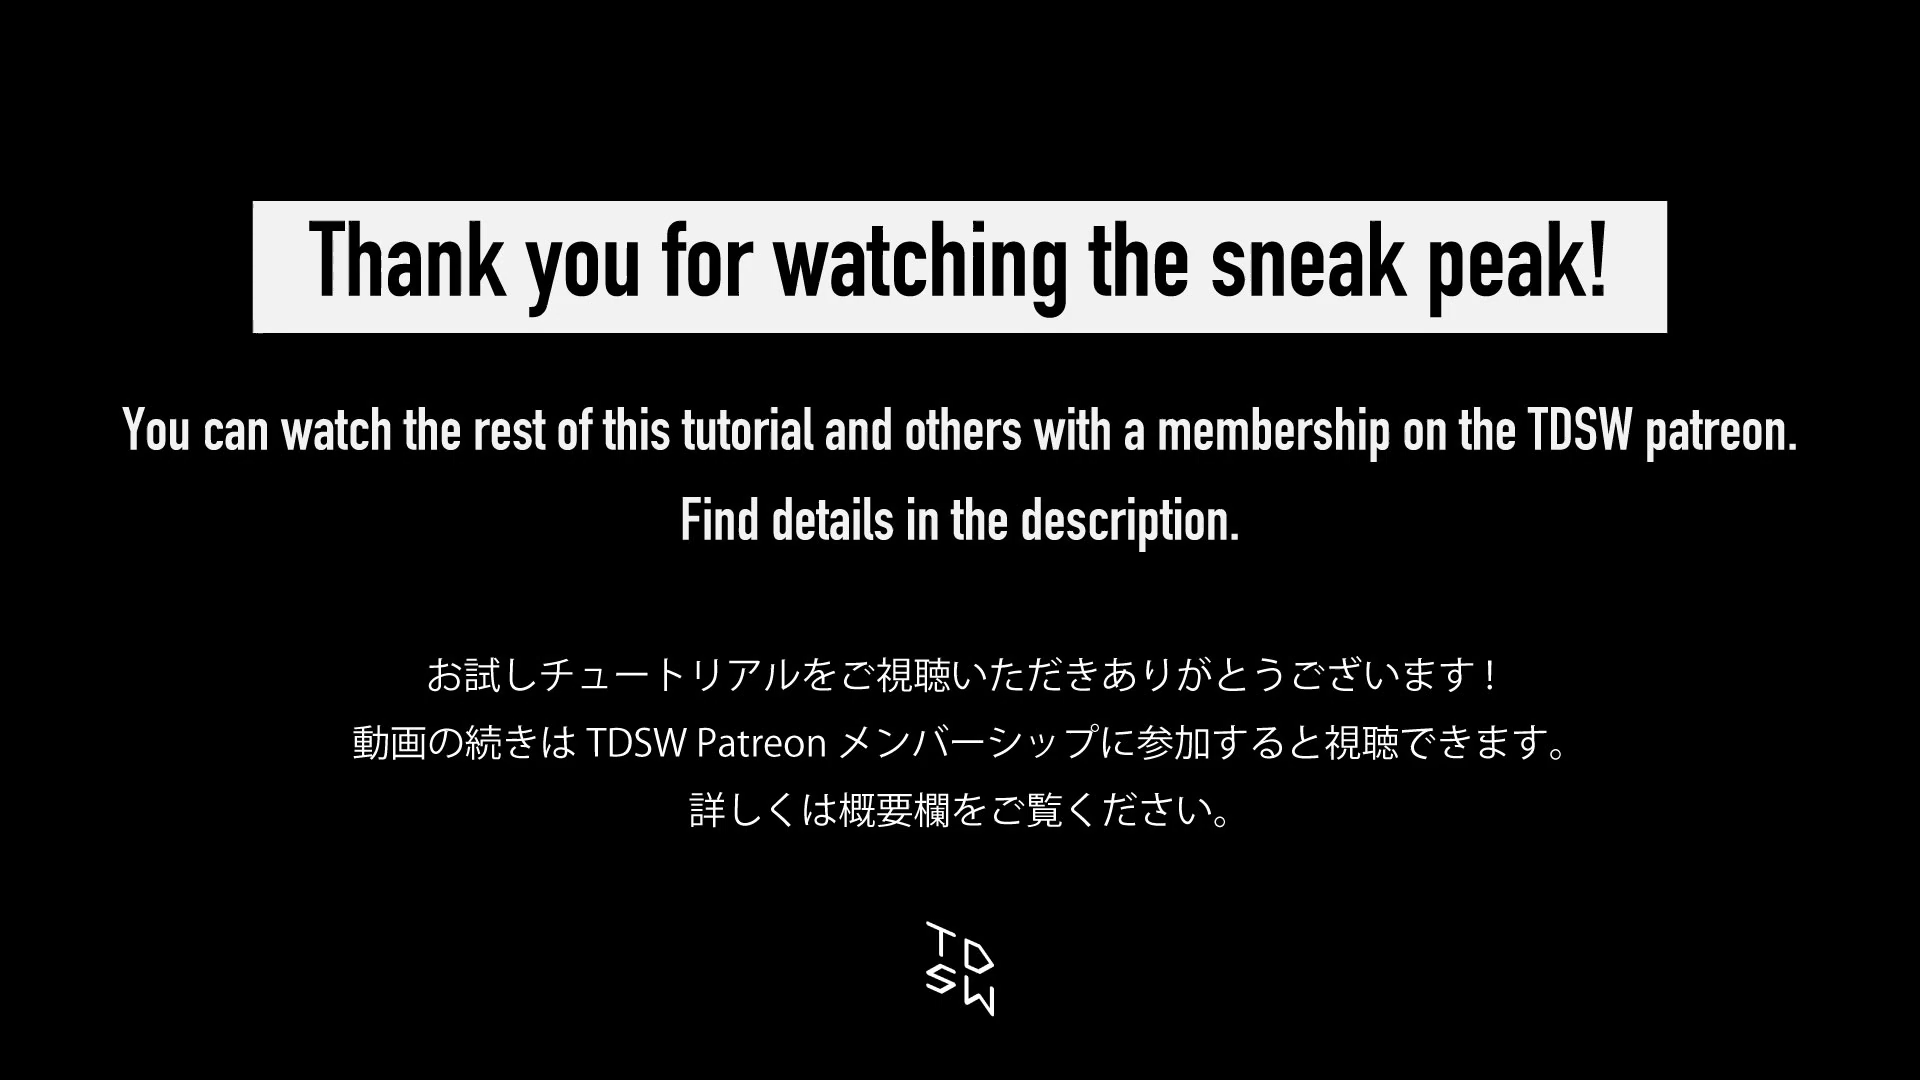 Thank you for watching the sneak peak!
You can watch the rest of this tutorial and others with a membership on the TDSW patreon.
Find details in the description.
お試しチュートリアルをご視聴いただきありがとうございます！
動画の続きは TDSW Patreon メンバーシップに参加すると視聴できます。
詳しくは概要欄をご覧ください。
TD
SW